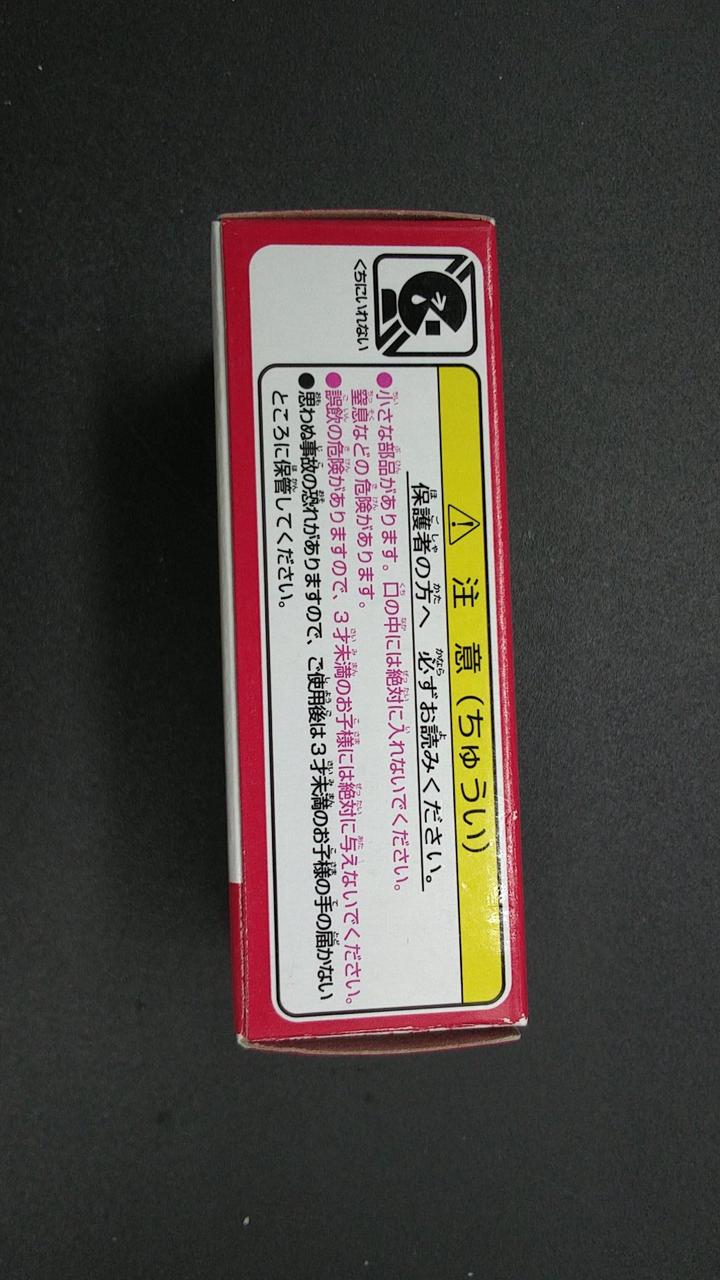 くちにいれない
注意(ちゅうい)
保護者の方へ 必ずお読みください。
●小さな部品があります。口の中には絶対に入れないでください。
窒息などの危険があります。
●誤飲の危険がありますので、3才未満のお子様には絶対に与えないでください。
●思わぬ事故の恐れがありますので、ご使用後は3才未満のお子様の手の届かない
ところに保管してください。